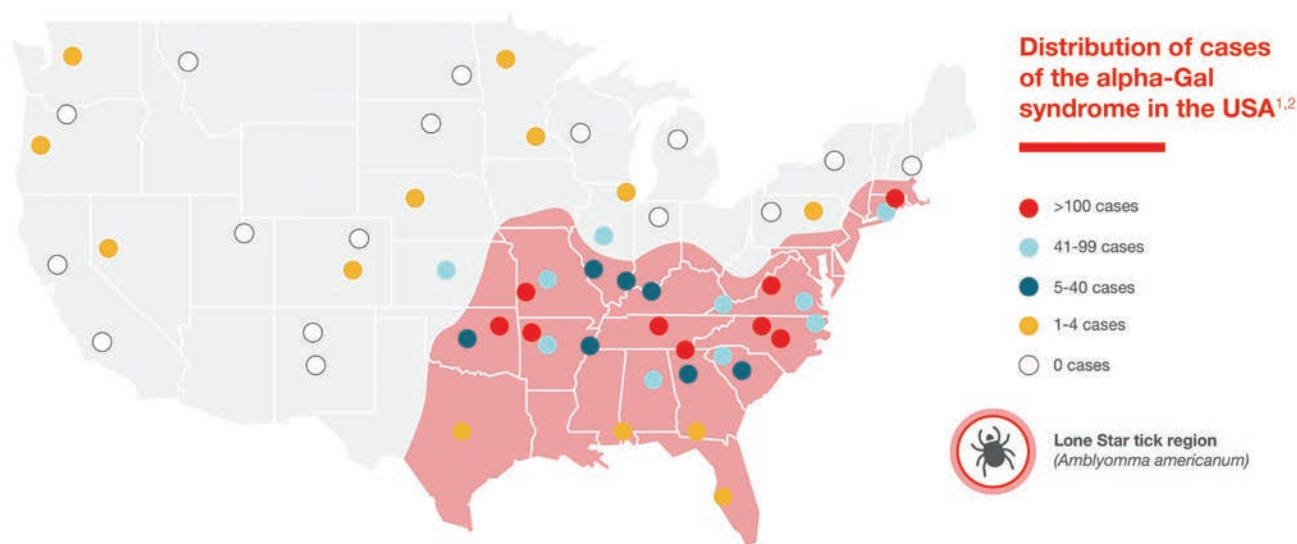 Distribution of cases
of the alpha-Gal
syndrome in the USA1,2
>100 cases
41-99 cases
5-40 cases
1-4 cases
0 cases
Lone Star tick region
(Amblyomma americanum)